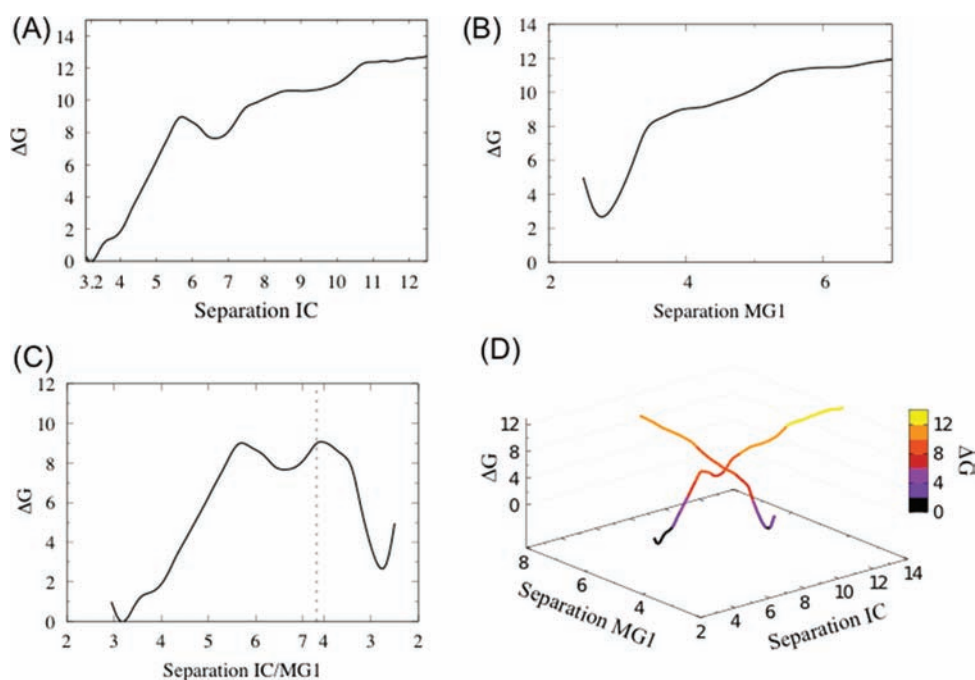 (A)
14
12
10
8
6
4
2
0
ΔG
3.2 4 5 6 7 8 9 10 11 12
Separation IC
(B)
14
12
10
8
6
4
2
0
ΔG
2 4 6
Separation MG1
(C)
12
10
8
6
4
2
0
ΔG
2 3 4 5 6 7 4 3 2
Separation IC/MG1
(D)
12
8
4
0
ΔG
8 6 4 2
Separation MG1
4 6 8 10 12 14
Separation IC
12
8
4
0
ΔG